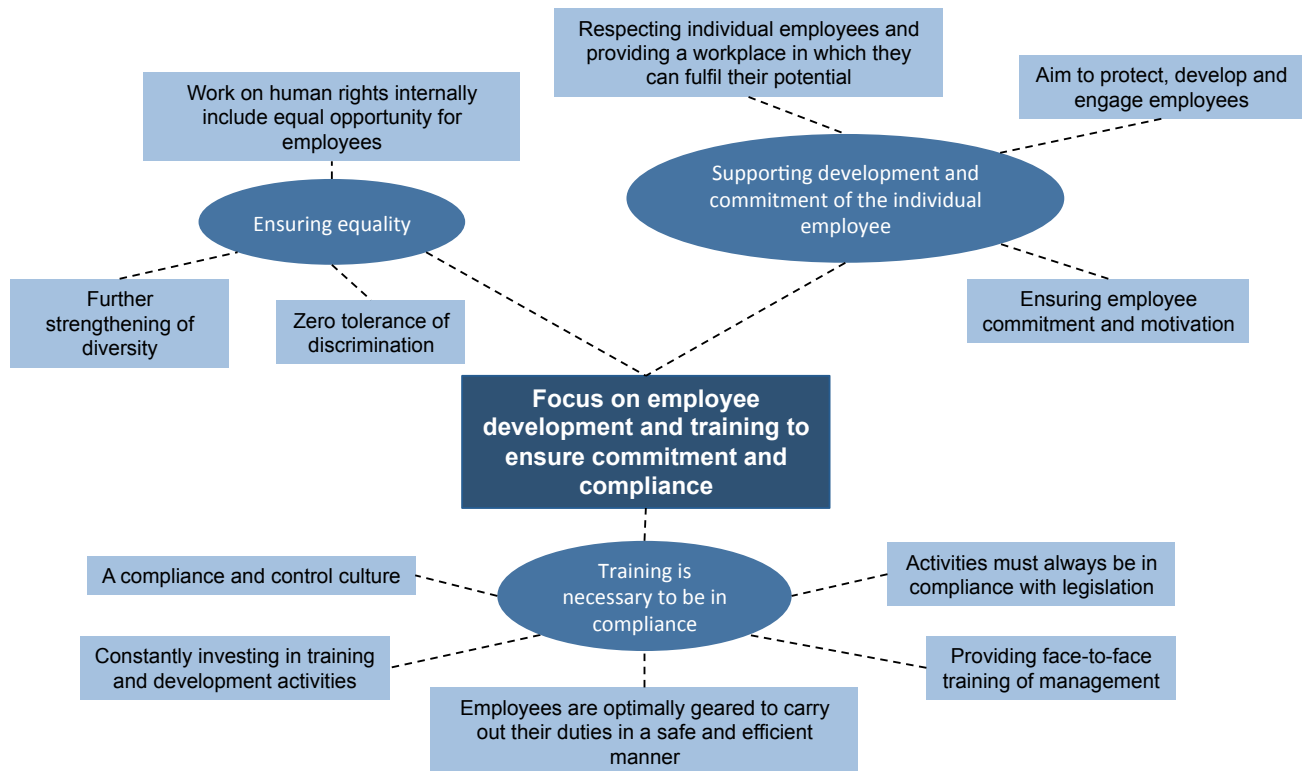 Respecting individual employees and
providing a workplace in which they
can fulfil their potential
Aim to protect, develop and
engage employees
Work on human rights internally
include equal opportunity for
employees
Supporting development and
commitment of the individual
employee
Ensuring equality
Further
strengthening of
diversity
Zero tolerance of
discrimination
Ensuring employee
commitment and motivation
Focus on employee
development and training to
ensure commitment and
compliance
A compliance and control culture
Training is
necessary to be in
compliance
Activities must always be in
compliance with legislation
Constantly investing in training
and development activities
Providing face-to-face
training of management
Employees are optimally geared to carry
out their duties in a safe and efficient
manner